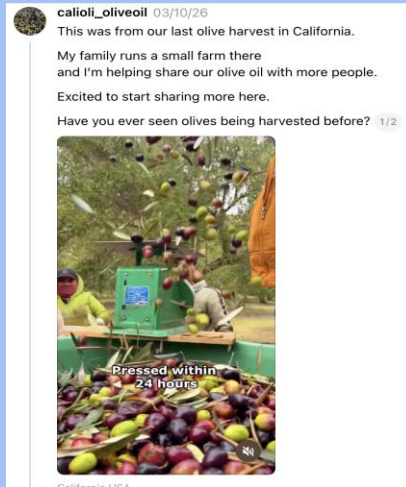 calioli_oliveoil 03/10/26
This was from our last olive harvest in California.
My family runs a small farm there
and I'm helping share our olive oil with more people.
Excited to start sharing more here.
Have you ever seen olives being harvested before? 1/2
Pressed within
24 hours